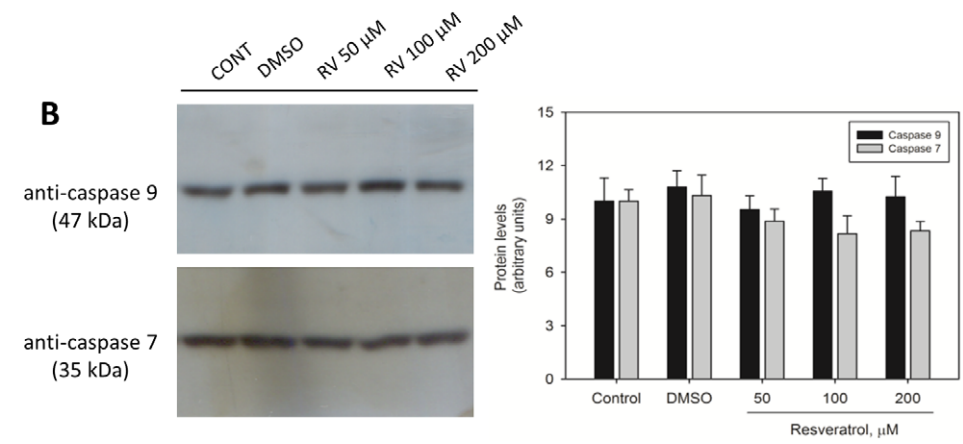 CONT
DMSO
RV 50 µM
RV 100 µM
RV 200 µM
B
anti-caspase 9
(47 kDa)
anti-caspase 7
(35 kDa)
Protein levels
(arbitrary units)
15
12
9
6
3
0
Caspase 9
Caspase 7
Control
DMSO
50
100
200
Resveratrol, µM